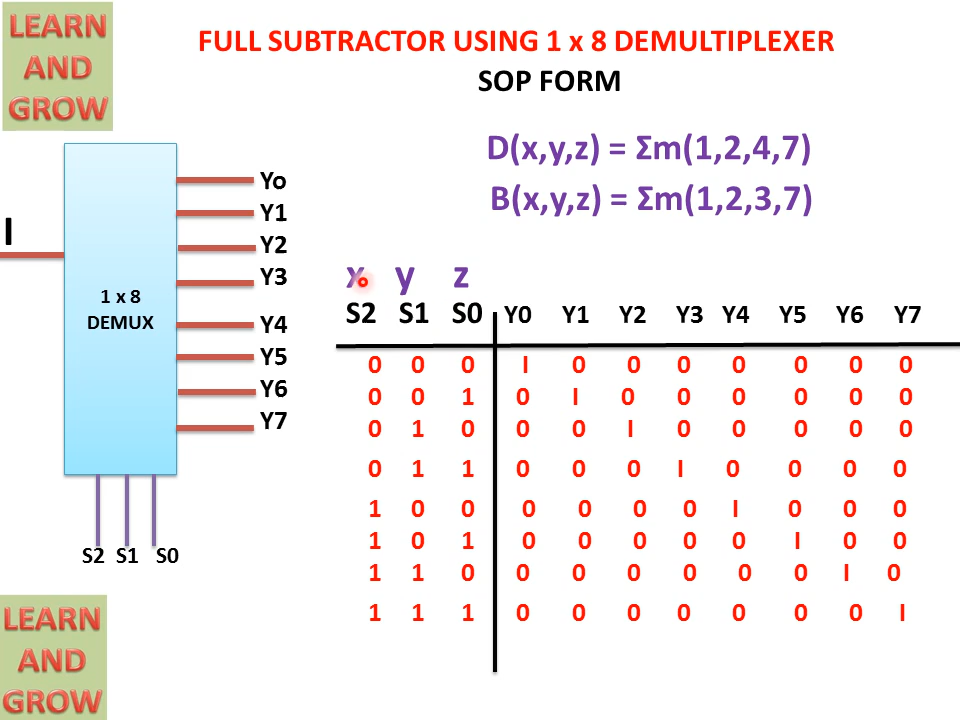 LEARN
AND
GROW
FULL SUBTRACTOR USING 1 x 8 DEMULTIPLEXER
SOP FORM
D(x,y,z) = Σm(1,2,4,7)
B(x,y,z) = Σm(1,2,3,7)
I
1 x 8
DEMUX
Yo
Y1
Y2
Y3
Y4
Y5
Y6
Y7
S2 S1 S0
x y z
S2 S1 S0 Y0 Y1 Y2 Y3 Y4 Y5 Y6 Y7
0 0 0 I 0 0 0 0 0 0 0
0 0 1 0 I 0 0 0 0 0 0
0 1 0 0 0 I 0 0 0 0 0
0 1 1 0 0 0 I 0 0 0 0
1 0 0 0 0 0 0 I 0 0 0
1 0 1 0 0 0 0 0 I 0 0
1 1 0 0 0 0 0 0 0 I 0
1 1 1 0 0 0 0 0 0 0 I
LEARN
AND
GROW